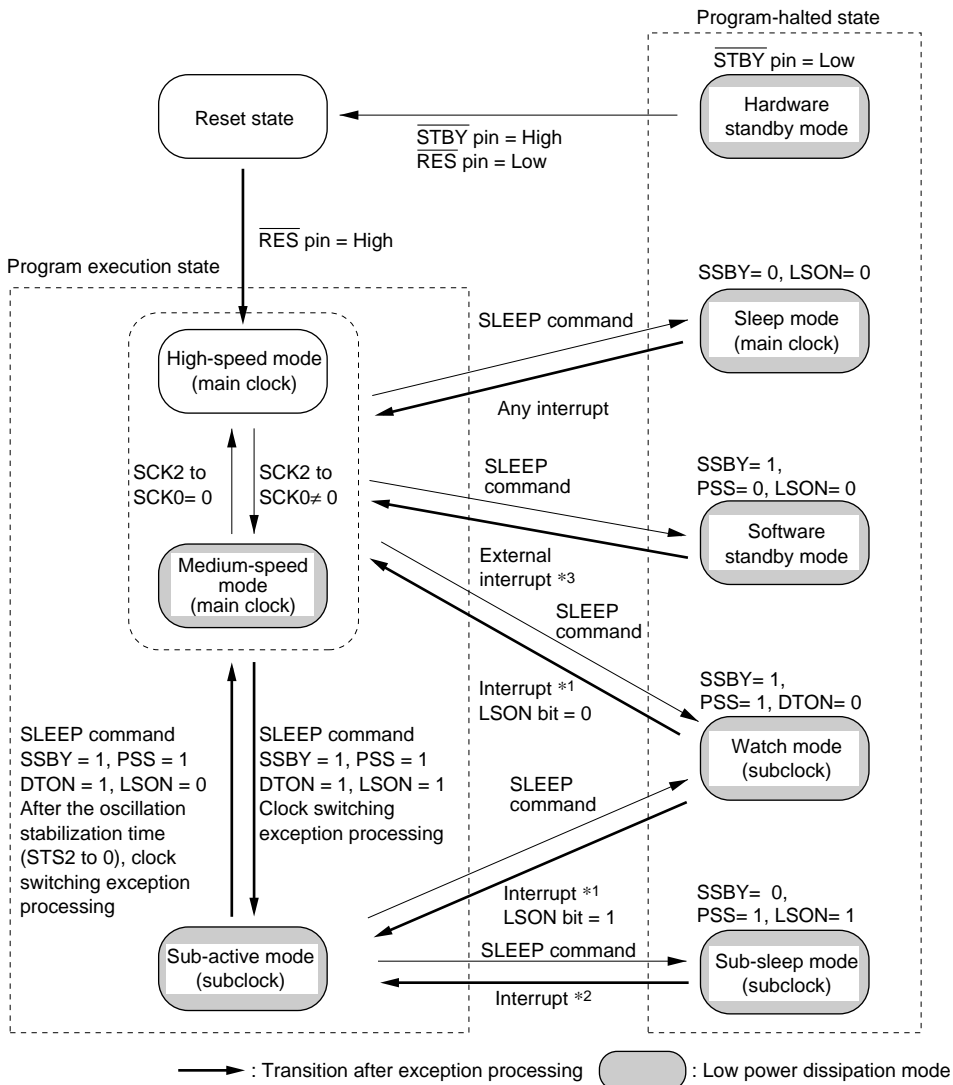 Program-halted state
STBY pin = Low
Hardware
standby mode
Reset state
STBY pin = High
RES pin = Low
RES pin = High
Program execution state
SSBY= 0, LSON= 0
Sleep mode
(main clock)
SLEEP command
Any interrupt
High-speed mode
(main clock)
SCK2 to
SCK0= 0
SCK2 to
SCK0≠ 0
SLEEP
command
SSBY= 1,
PSS= 0, LSON= 0
Software
standby mode
External
interrupt *3
Medium-speed
mode
(main clock)
SLEEP
command
Interrupt *1
LSON bit = 0
SSBY= 1,
PSS= 1, DTON= 0
Watch mode
(subclock)
SLEEP command
SSBY = 1, PSS = 1
DTON = 1, LSON = 0
After the oscillation
stabilization time
(STS2 to 0), clock
switching exception
processing
SLEEP command
SSBY = 1, PSS = 1
DTON = 1, LSON = 1
Clock switching
exception processing
SLEEP
command
Interrupt *1
LSON bit = 1
SSBY= 0,
PSS= 1, LSON= 1
Sub-active mode
(subclock)
SLEEP command
Interrupt *2
Sub-sleep mode
(subclock)
: Transition after exception processing
: Low power dissipation mode